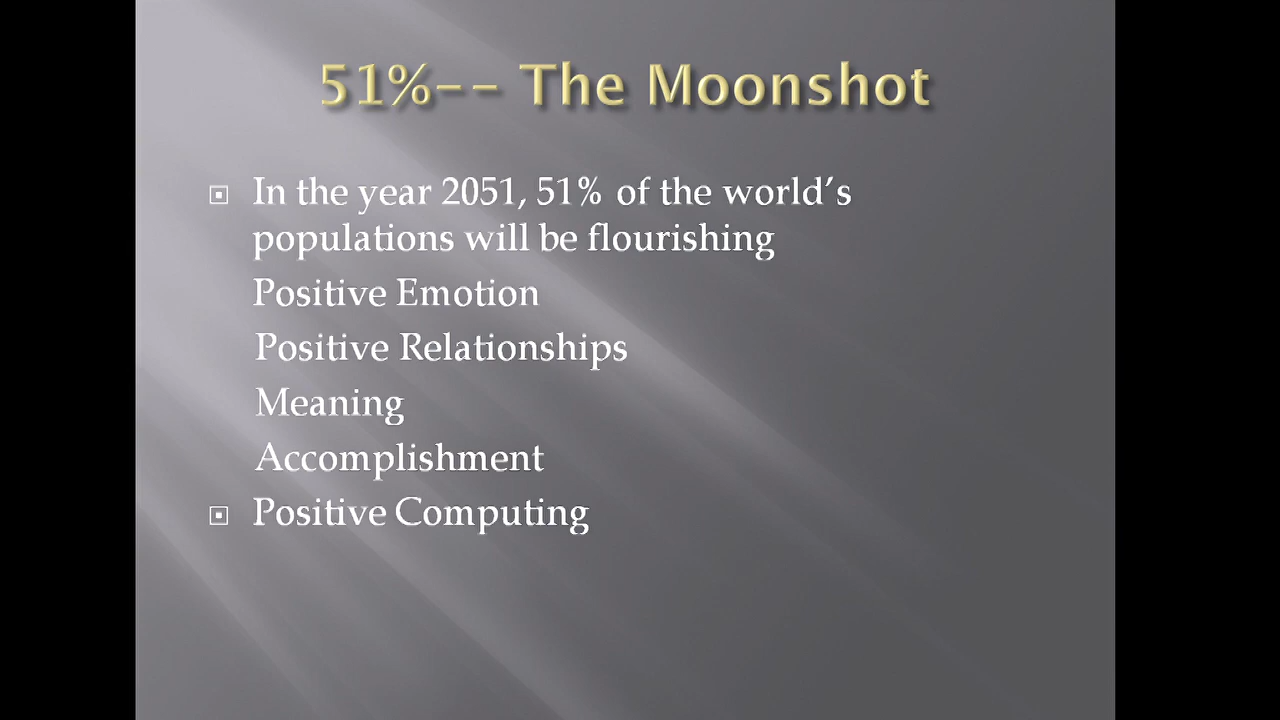 51%-- The Moonshot
In the year 2051, 51% of the world’s
populations will be flourishing
Positive Emotion
Positive Relationships
Meaning
Accomplishment
Positive Computing